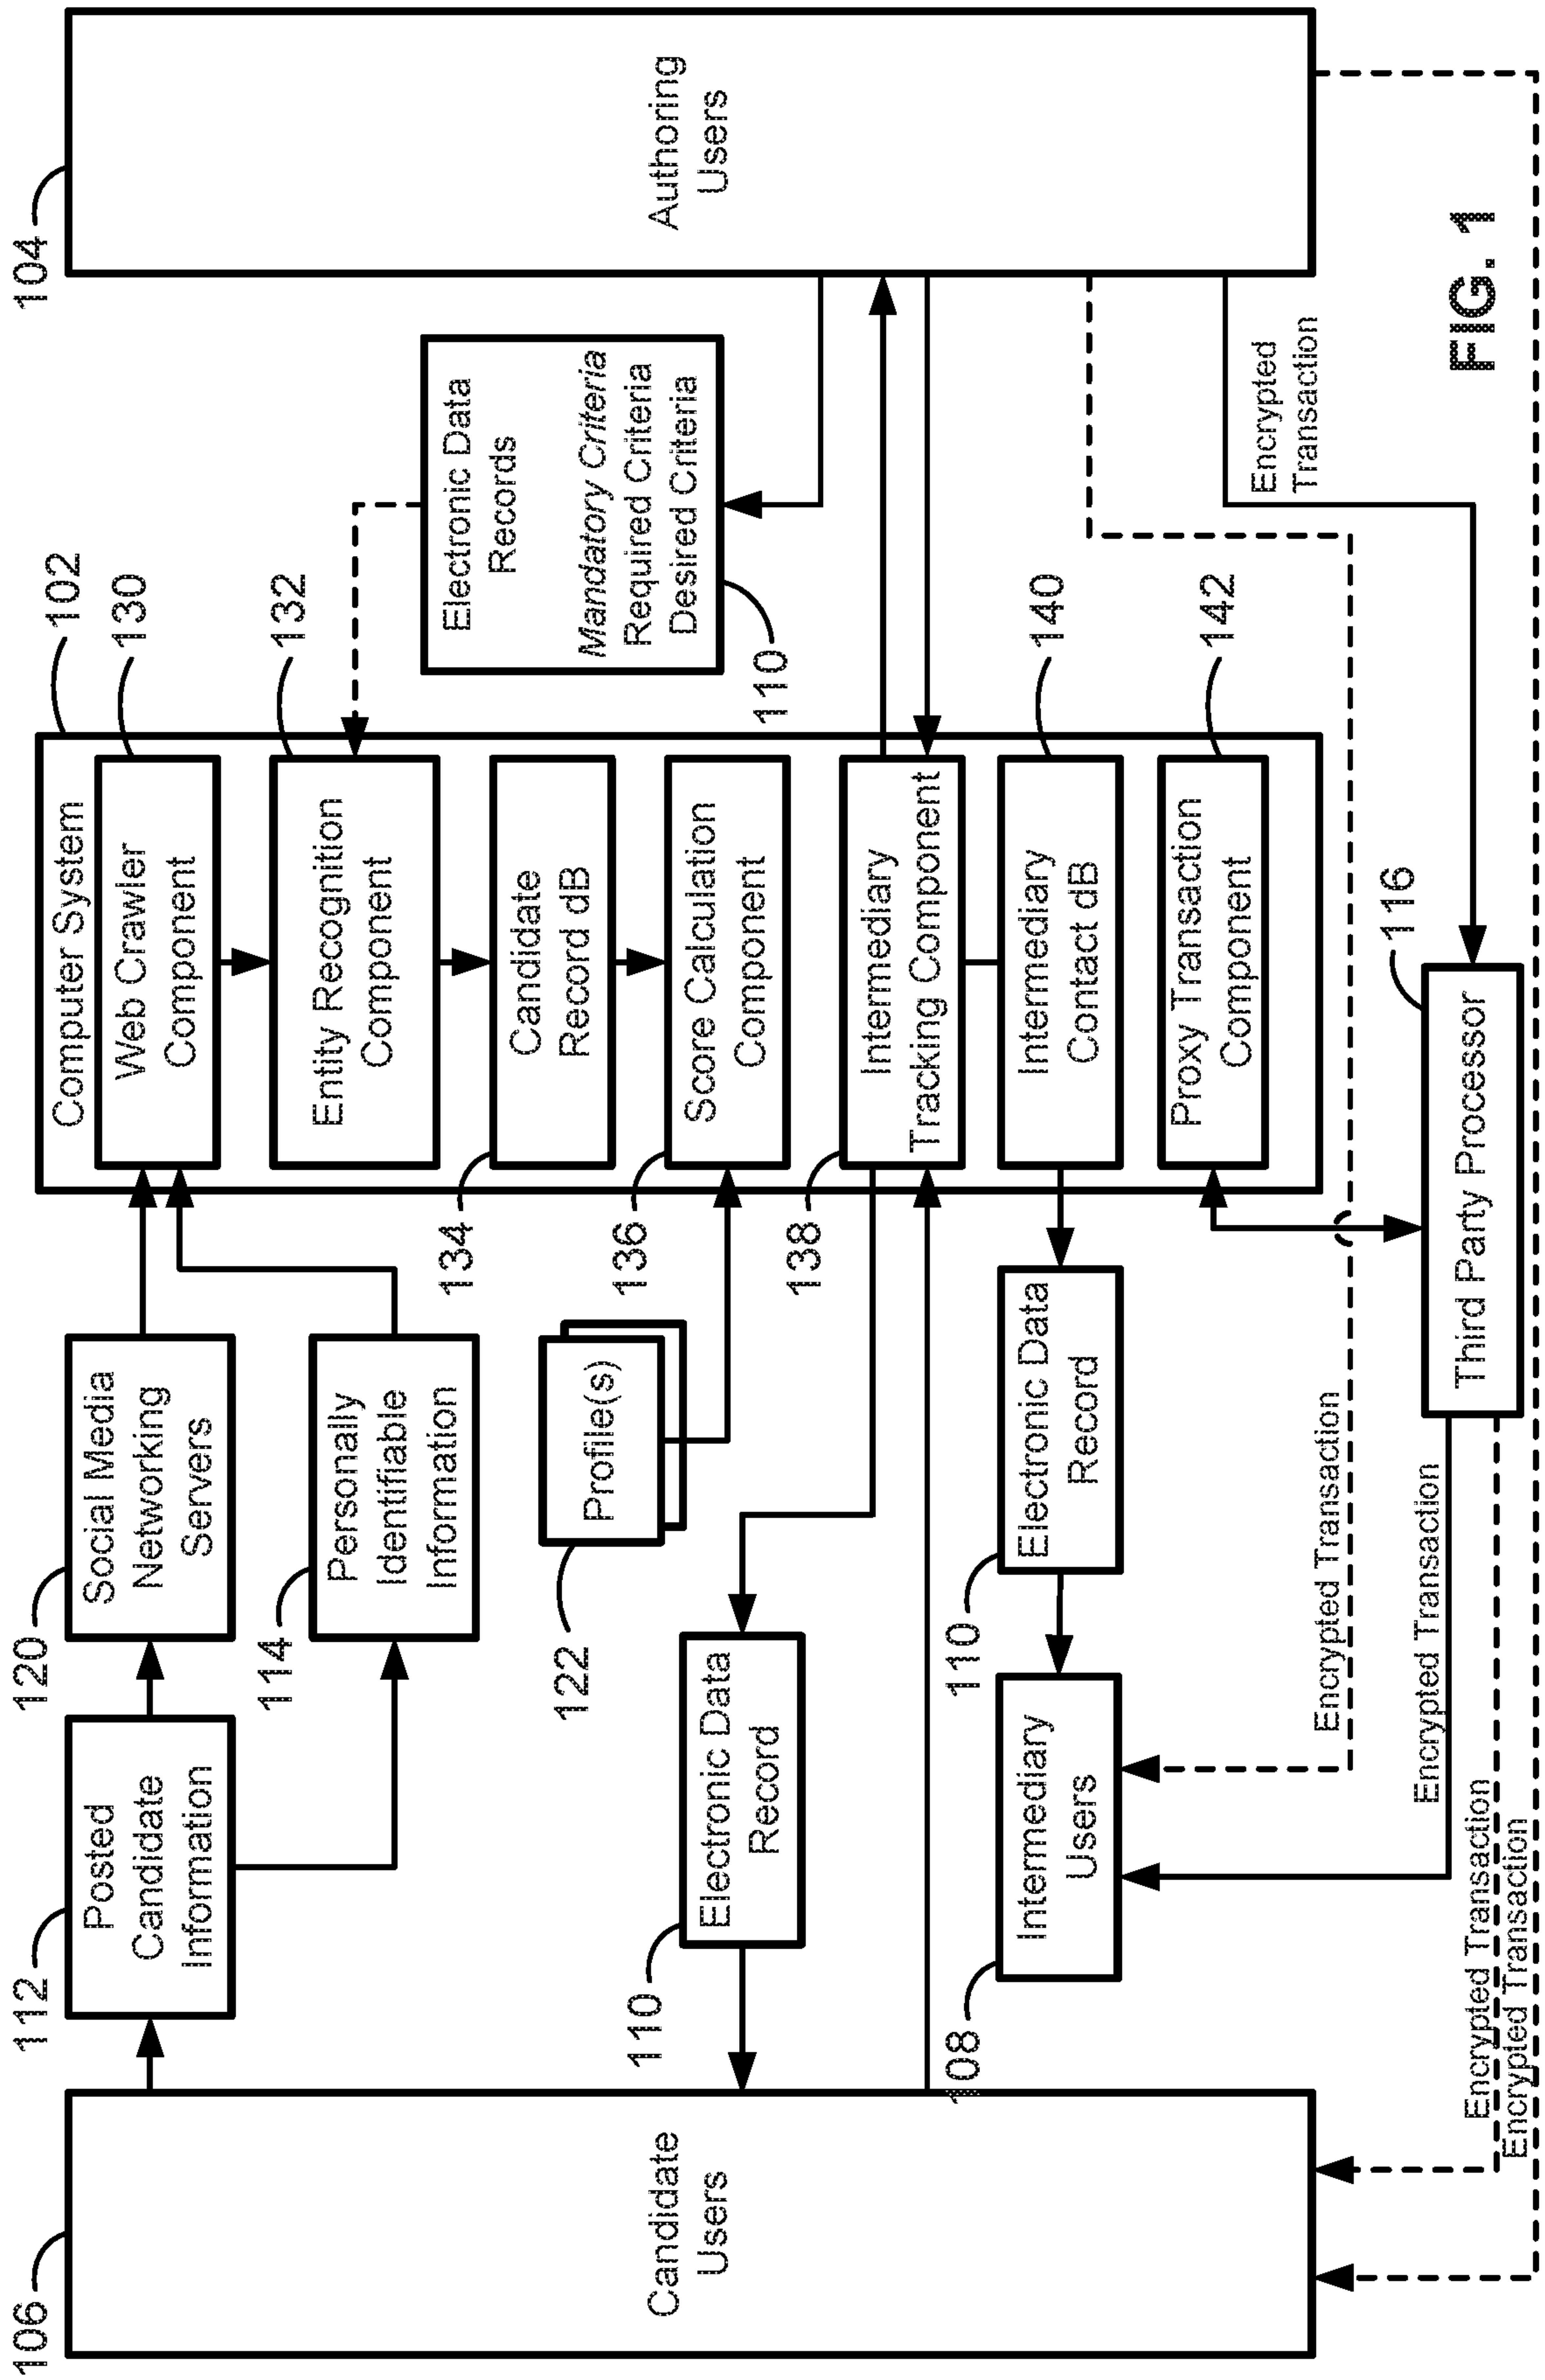 106
Candidate
Users
112
Posted
Candidate
Information
120
Social Media
Networking
Servers
114
Personally
Identifiable
Information
122
Profile(s)
110
Electronic Data
Record
108
Intermediary
Users
110
Electronic Data
Record
102
Computer System
130
Web Crawler
Component
132
Entity Recognition
Component
134
Candidate
Record dB
136
Score Calculation
Component
138
Intermediary
Tracking Component
140
Intermediary
Contact dB
142
Proxy Transaction
Component
110
Electronic Data
Records
Mandatory Criteria
Required Criteria
Desired Criteria
104
Authoring
Users
Encrypted
Transaction
116
Third Party Processor
Encrypted Transaction
Encrypted Transaction
Encrypted Transaction
Encrypted Transaction
FIG. 1